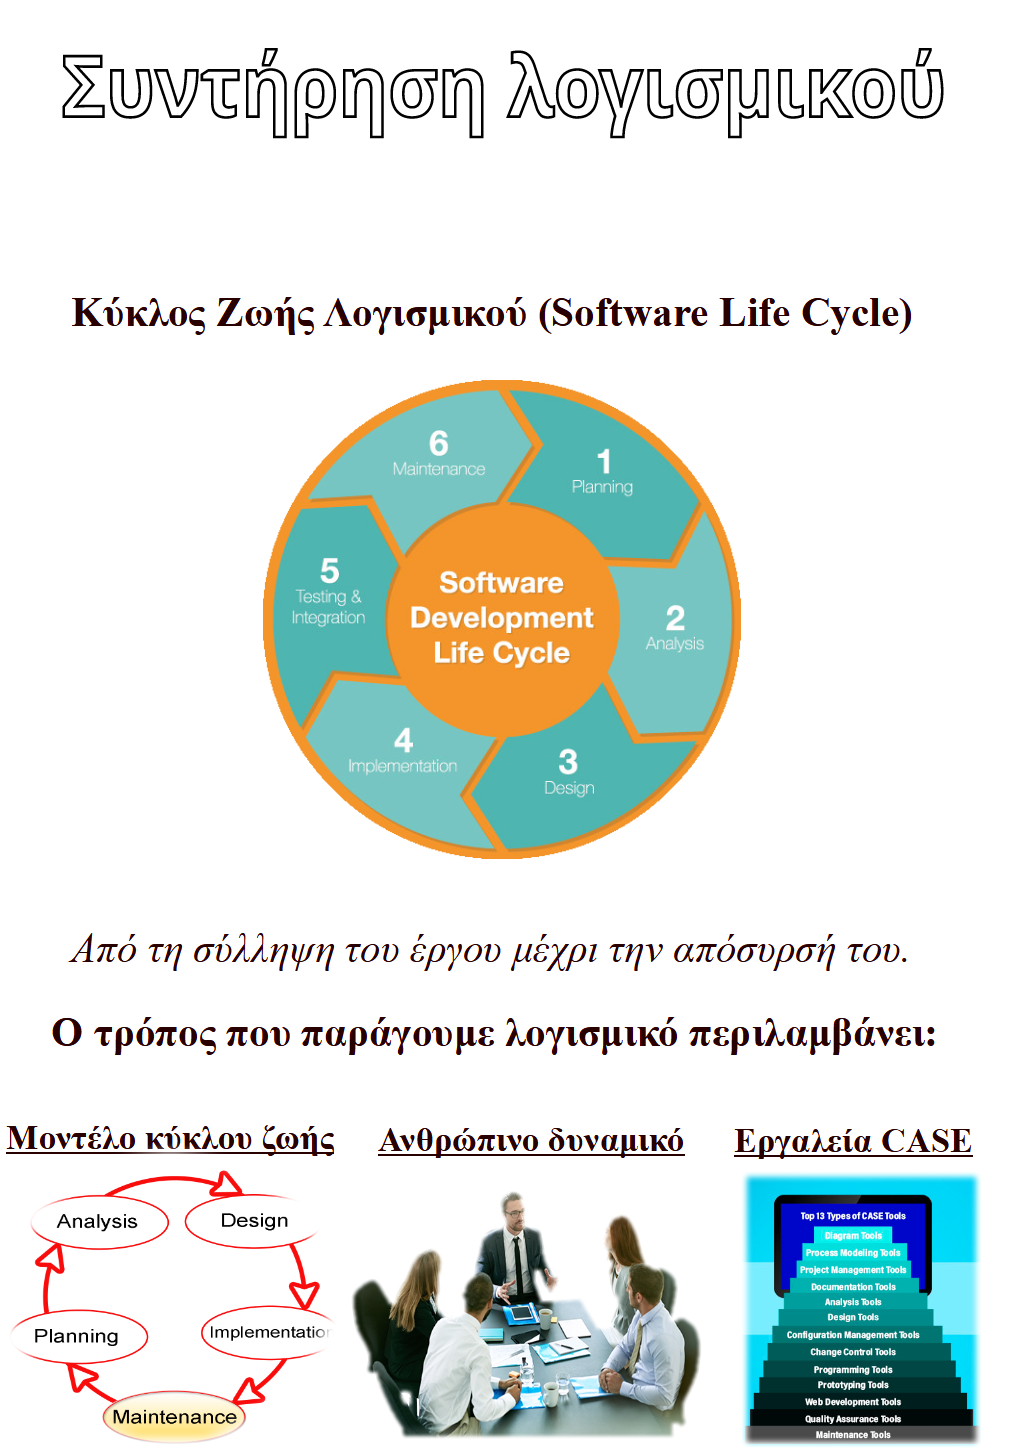 Συντήρηση λογισμικού
Κύκλος Ζωής Λογισμικού (Software Life Cycle)
6
Maintenance
1
Planning
5
Testing &
Integration
Software
Development
Life Cycle
2
Analysis
4
Implementation
3
Design
Από τη σύλληψη του έργου μέχρι την απόσυρσή του.
Ο τρόπος που παράγουμε λογισμικό περιλαμβάνει:
Μοντέλο κύκλου ζωής
Analysis
Design
Planning
Implementation
Maintenance
Ανθρώπινο δυναμικό
Εργαλεία CASE
Top 13 Types of CASE Tools
Diagram Tools
Process Modeling Tools
Project Management Tools
Documentation Tools
Analysis Tools
Design Tools
Configuration Management Tools
Change Control Tools
Programming Tools
Prototyping Tools
Web Development Tools
Quality Assurance Tools
Maintenance Tools